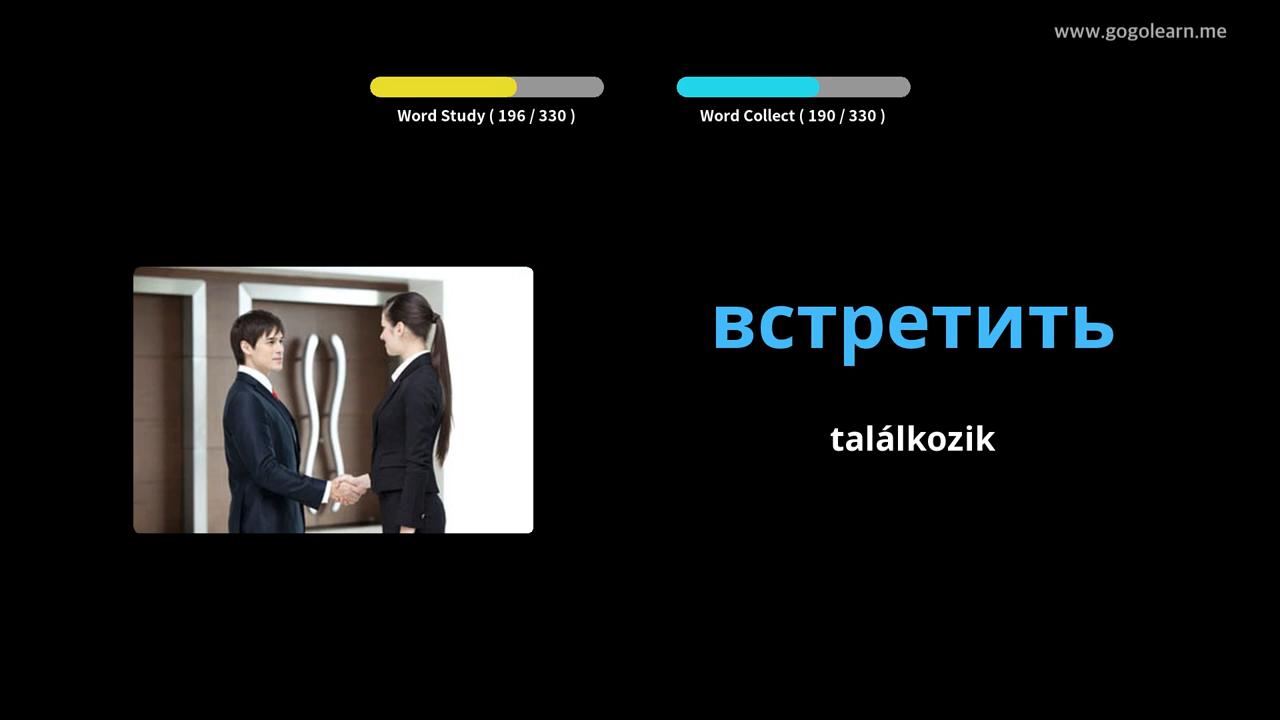 www.gogolearn.me
Word Study ( 196 / 330 )
Word Collect ( 190 / 330 )
встретить
találkozik